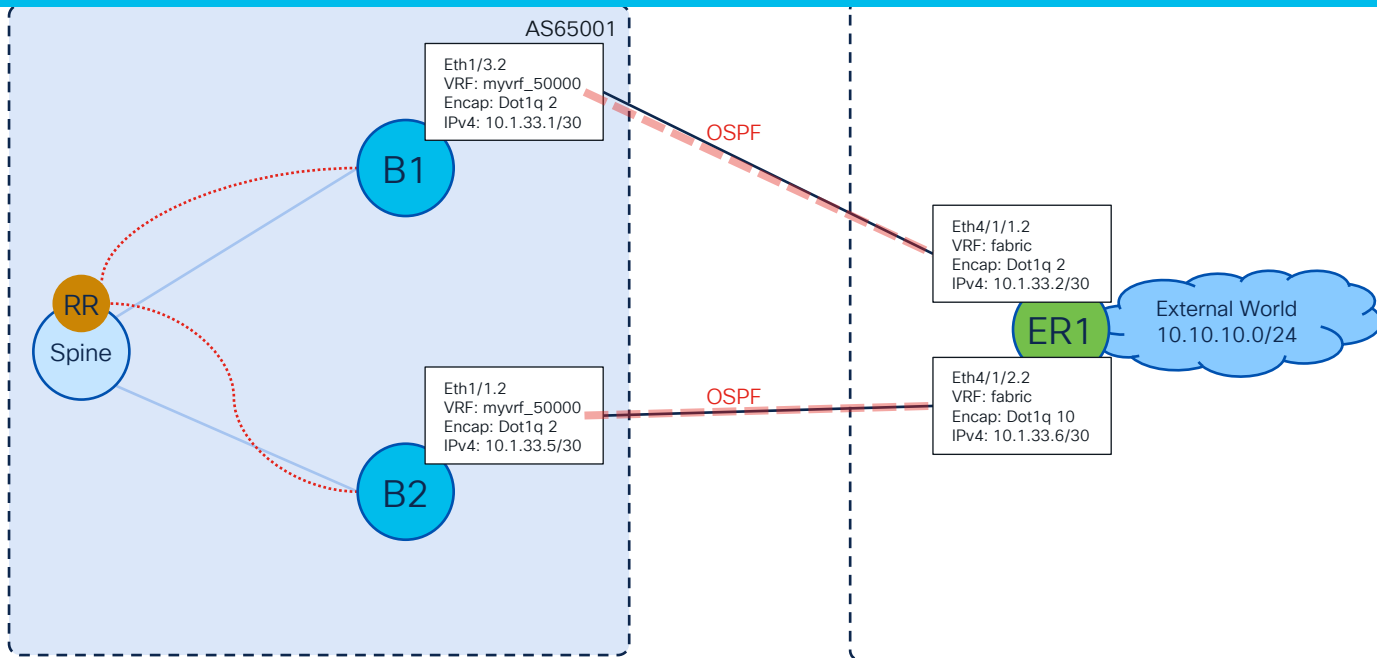 AS65001
Eth1/3.2
VRF: myvrf_50000
Encap: Dot1q 2
IPv4: 10.1.33.1/30
B1
OSPF
Eth4/1/1.2
VRF: fabric
Encap: Dot1q 2
IPv4: 10.1.33.2/30
RR
Spine
ER1
External World
10.10.10.0/24
Eth1/1.2
VRF: myvrf_50000
Encap: Dot1q 2
IPv4: 10.1.33.5/30
B2
OSPF
Eth4/1/2.2
VRF: fabric
Encap: Dot1q 10
IPv4: 10.1.33.6/30